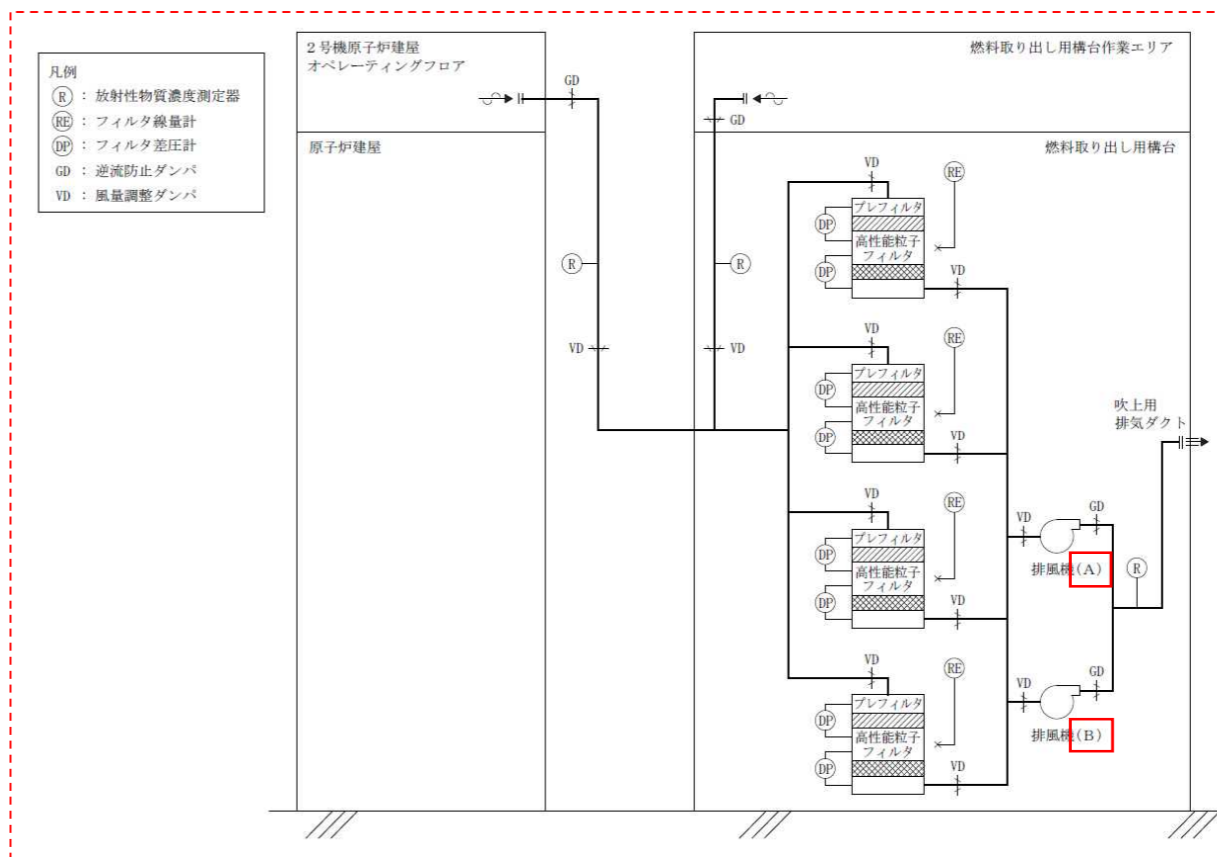 2号機原子炉建屋
オペレーティングフロア
燃料取り出し用構台作業エリア
凡例
R : 放射性物質濃度測定器
RE : フィルタ線量計
DP : フィルタ差圧計
GD : 逆流防止ダンパ
VD : 風量調整ダンパ
GD
GD
原子炉建屋
燃料取り出し用構台
VD
RE
プレフィルタ
DP
高性能粒子
フィルタ
DP
R
R
VD
VD
VD
VD
RE
プレフィルタ
DP
高性能粒子
フィルタ
DP
VD
吹上用
排気ダクト
VD
RE
プレフィルタ
DP
高性能粒子
フィルタ
DP
VD
VD
GD
排風機(A)
R
VD
RE
プレフィルタ
DP
高性能粒子
フィルタ
DP
VD
VD
GD
排風機(B)